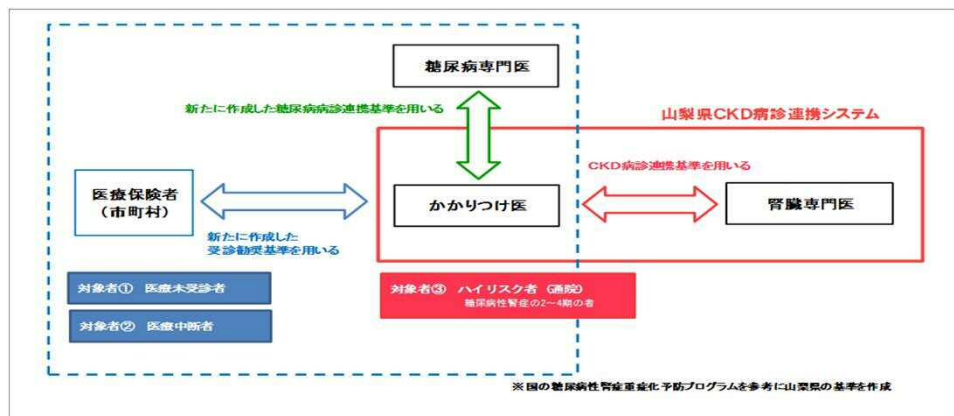 糖尿病専門医
新たに作成した糖尿病病診連携基準を用いる
山梨県CKD病診連携システム
CKD病診連携基準を用いる
医療保険者
（市町村）
かかりつけ医
腎臓専門医
新たに作成した
受診勧奨基準を用いる
対象者① 医療未受診者
対象者② 医療中断者
対象者③ ハイリスク者（通院）
糖尿病性腎症の2～4期の者
※国の糖尿病性腎症重症化予防プログラムを参考に山梨県の基準を作成